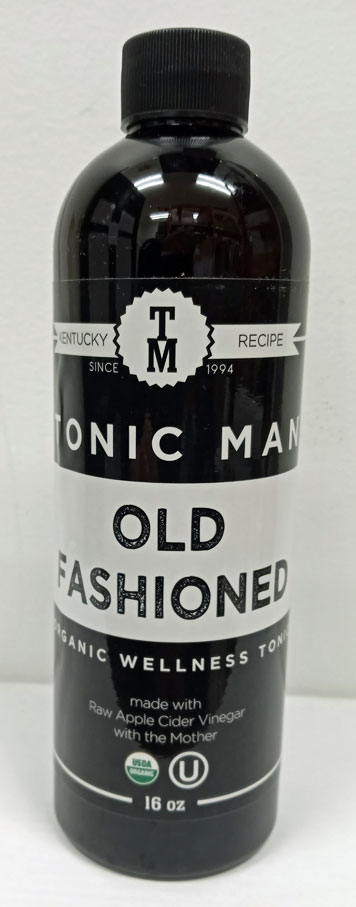 T
M
KENTUCKY RECIPE
SINCE 1994
TONIC MAN
OLD
FASHIONED
ORGANIC WELLNESS TONIC
made with
Raw Apple Cider Vinegar
with the Mother
USDA
ORGANIC
U
16 oz